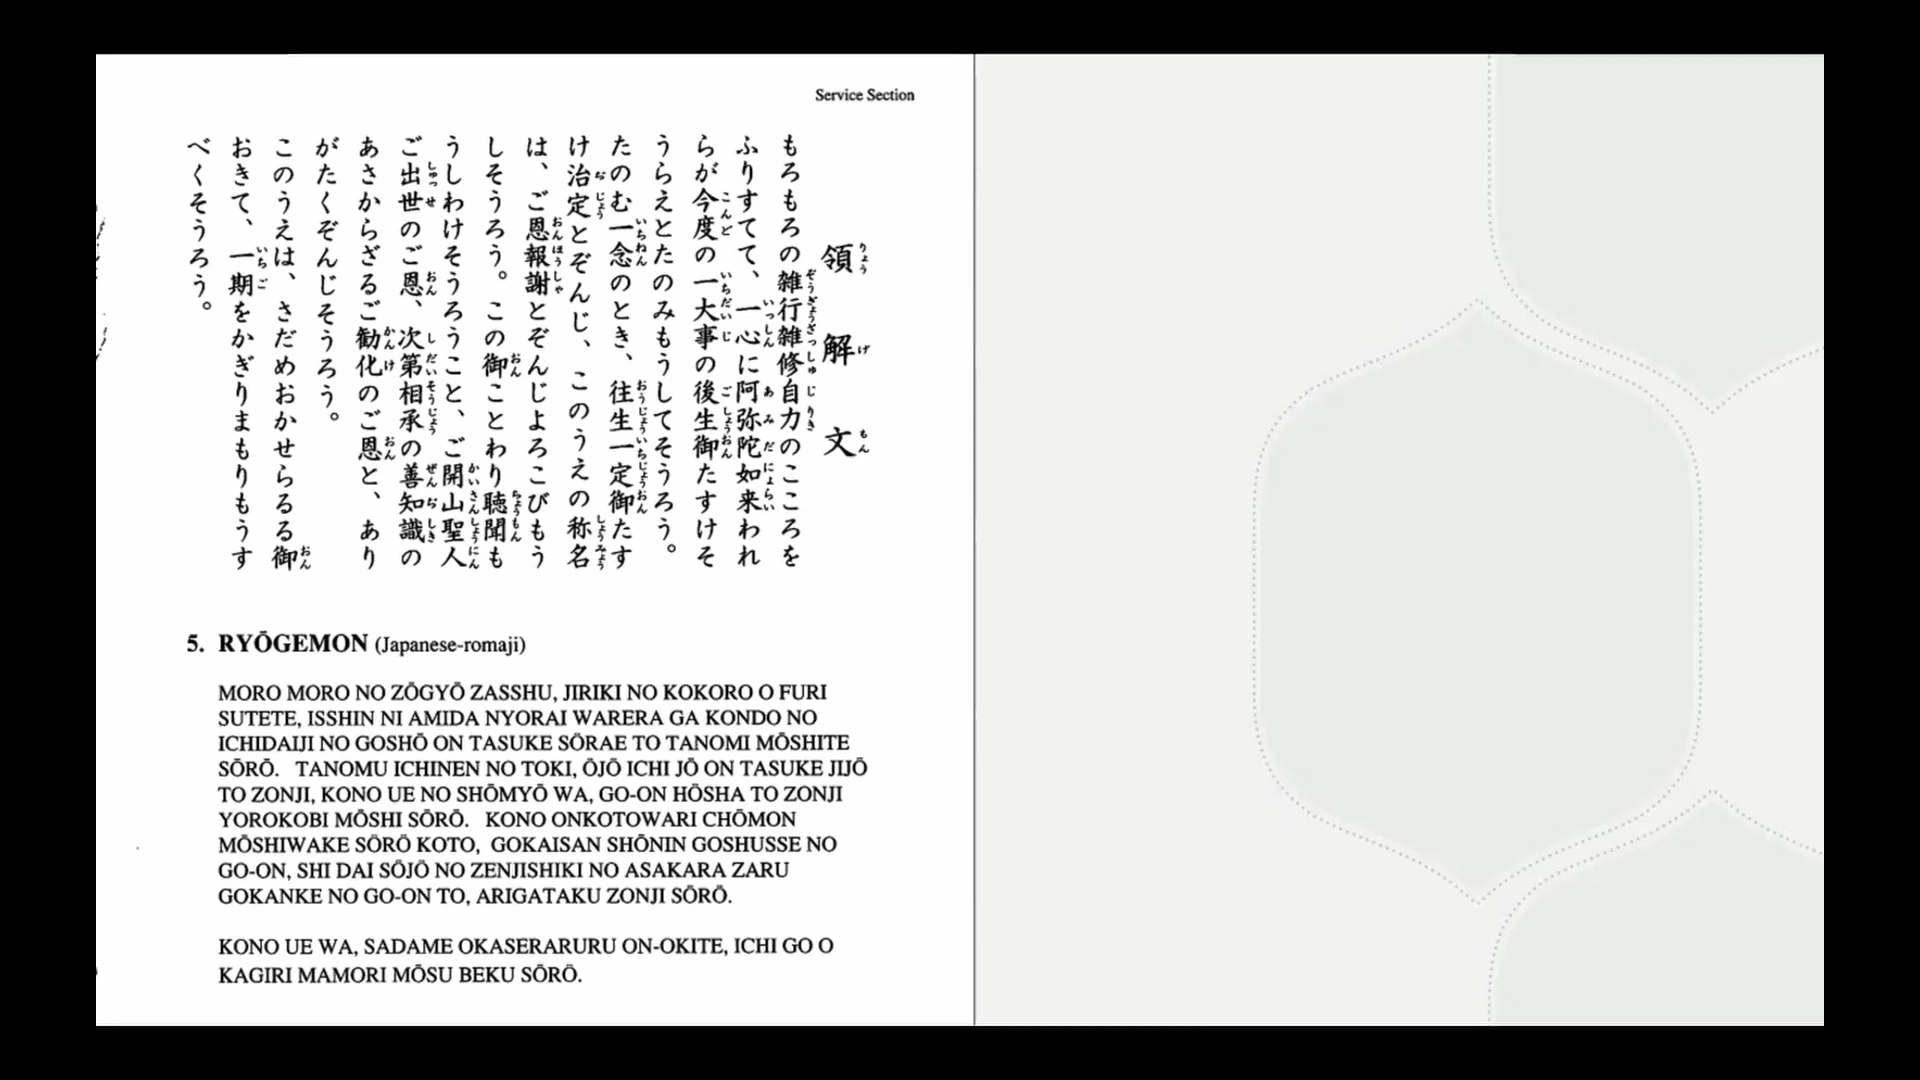 Service Section
領解文
りょう げ もん
もろもろの雑行雑修自力のこころを
ふりすてて、一心に阿弥陀如来われ
らが今度の一大事の後生御たすけそ
うらえとたのみもうしてそうろう。
たのむ一念のとき、往生一定御たす
け治定とぞんじ、このうえの称名
は、ご恩報謝とぞんじよろこびもう
しそうろう。この御ことわり聴聞も
うしわけそうろうこと、ご開山聖人
ご出世のご恩、次第相承の善知識の
あさからざるご勧化のご恩と、あり
がたくぞんじそうろう。
このうえは、さだめおかせらるる御
おきて、一期をかぎりまもりもうす
べくそうろう。
5. RYŌGEMON (Japanese-romaji)
MORO MORO NO ZŌGYŌ ZASSHU, JIRIKI NO KOKORO O FURI
SUTETE, ISSHIN NI AMIDA NYORAI WARERA GA KONDO NO
ICHIDAIJI NO GOSHŌ ON TASUKE SŌRAE TO TANOMI MŌSHITE
SŌRŌ. TANOMU ICHINEN NO TOKI, ŌJŌ ICHI JŌ ON TASUKE JIJŌ
TO ZONJI, KONO UE NO SHŌMYŌ WA, GO-ON HŌSHA TO ZONJI
YOROKOBI MŌSHI SŌRŌ. KONO ONKOTOWARI CHŌMON
MŌSHIWAKE SŌRŌ KOTO, GOKAISAN SHŌNIN GOSHUSSE NO
GO-ON, SHI DAI SŌJŌ NO ZENJISHIKI NO ASAKARA ZARU
GOKANKE NO GO-ON TO, ARIGATAKU ZONJI SŌRŌ.
KONO UE WA, SADAME OKASERARURU ON-OKITE, ICHI GO O
KAGIRI MAMORI MŌSU BEKU SŌRŌ.